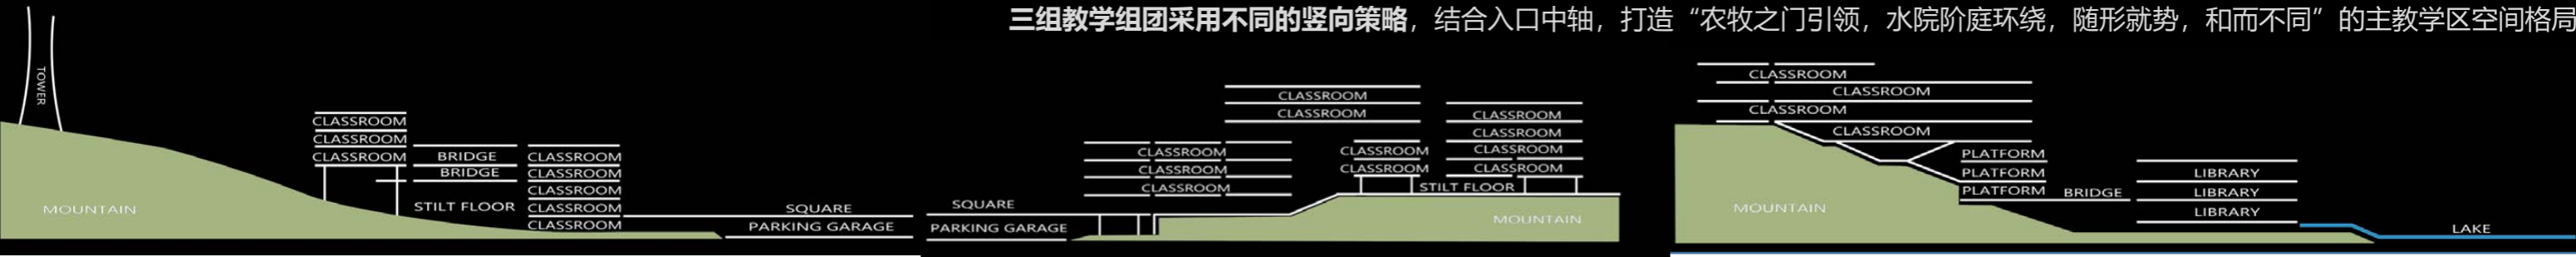 三组教学组团采用不同的竖向策略，结合入口中轴，打造“农牧之门引领，水院阶庭环绕，随形就势，和而不同”的主教学区空间格局
TOWER
CLASSROOM
CLASSROOM
CLASSROOM
BRIDGE
BRIDGE
CLASSROOM
CLASSROOM
CLASSROOM
CLASSROOM
CLASSROOM
STILT FLOOR
MOUNTAIN
SQUARE
PARKING GARAGE
SQUARE
PARKING GARAGE
CLASSROOM
CLASSROOM
CLASSROOM
CLASSROOM
CLASSROOM
CLASSROOM
CLASSROOM
CLASSROOM
CLASSROOM
CLASSROOM
CLASSROOM
STILT FLOOR
MOUNTAIN
CLASSROOM
CLASSROOM
CLASSROOM
CLASSROOM
PLATFORM
PLATFORM
PLATFORM
BRIDGE
MOUNTAIN
LIBRARY
LIBRARY
LIBRARY
LAKE